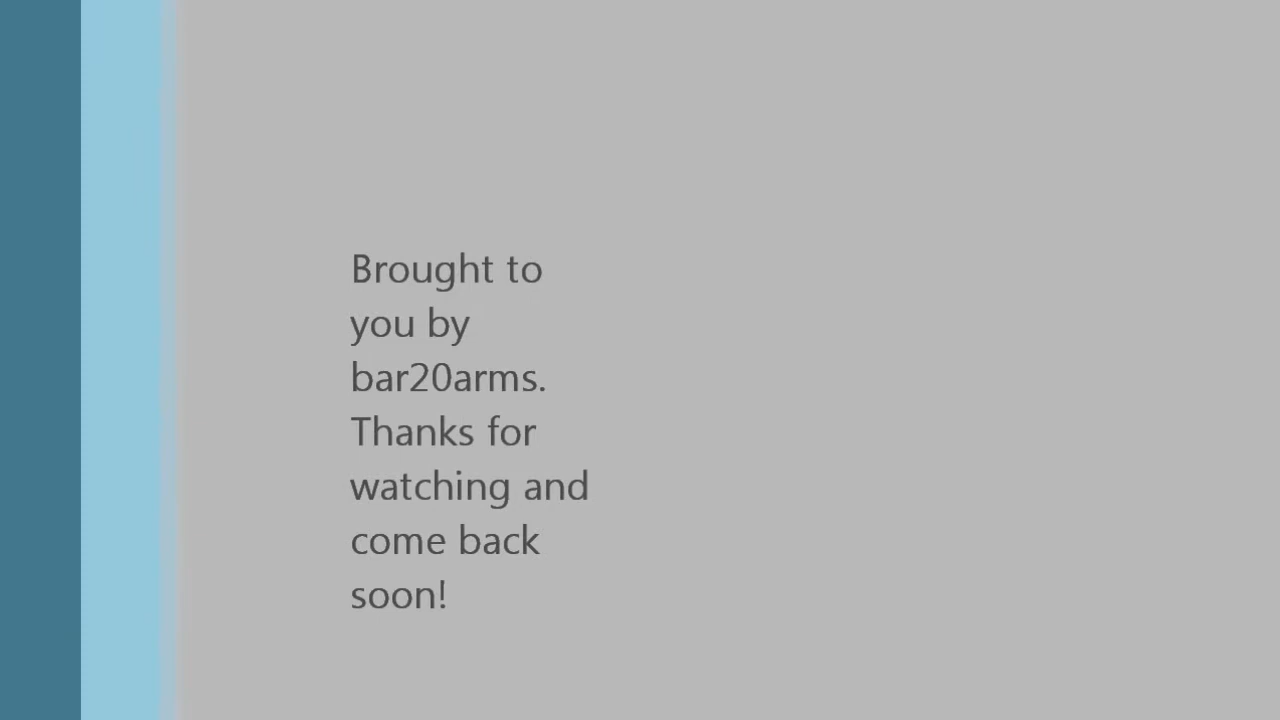 Brought to
you by
bar20arms.
Thanks for
watching and
come back
soon!